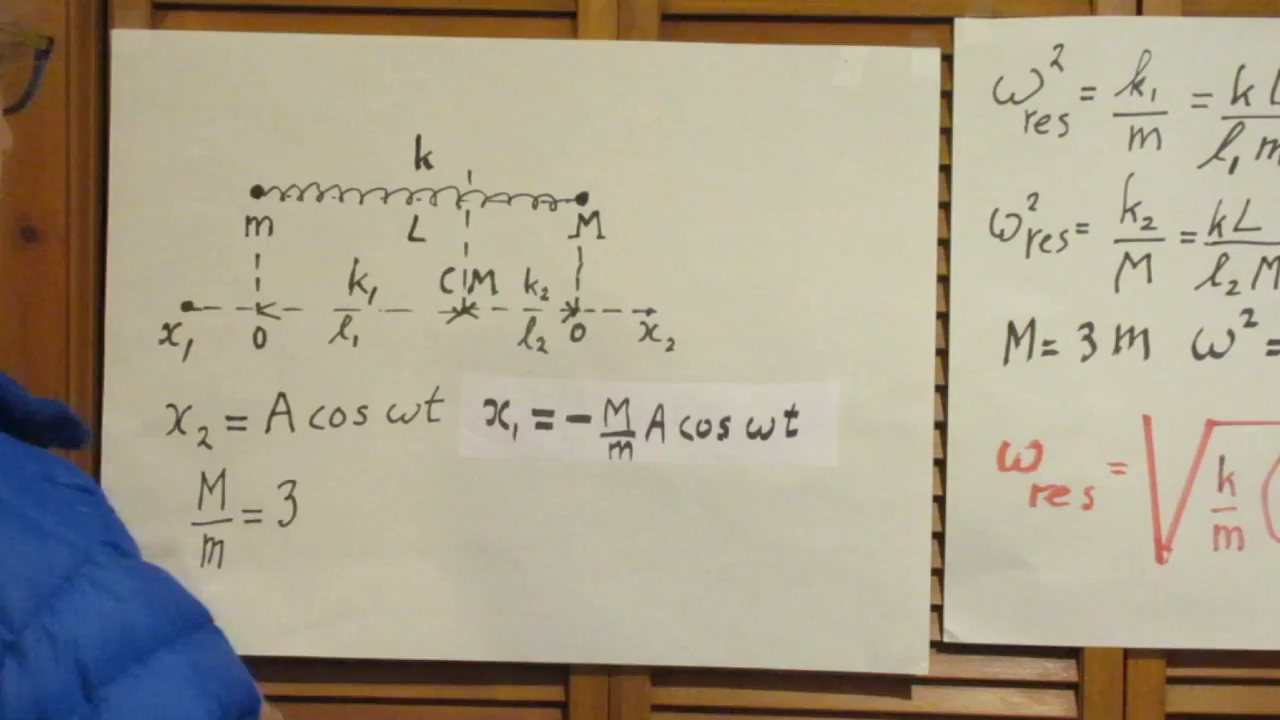 k
m L M
k₁ CM k₂
x₁ 0 l₁ l₂ 0 x₂
x₂ = A cos ωt x₁ = - M/m A cos ωt
M/m = 3
ω²res = k₁/m = kL/l₁m
ω²res = k₂/M = kL/l₂M
M = 3m ω² =
ωres = √k/m (